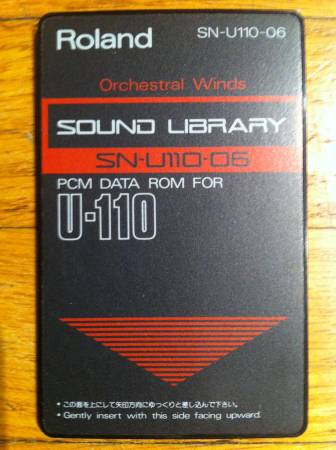 Roland SN-U110-06
Orchestral Winds
SOUND LIBRARY
SN-U110-06
PCM DATA ROM FOR
U-110
• この面を上にして矢印方向にゆっくりと差し込んで下さい。
• Gently insert with this side facing upward.